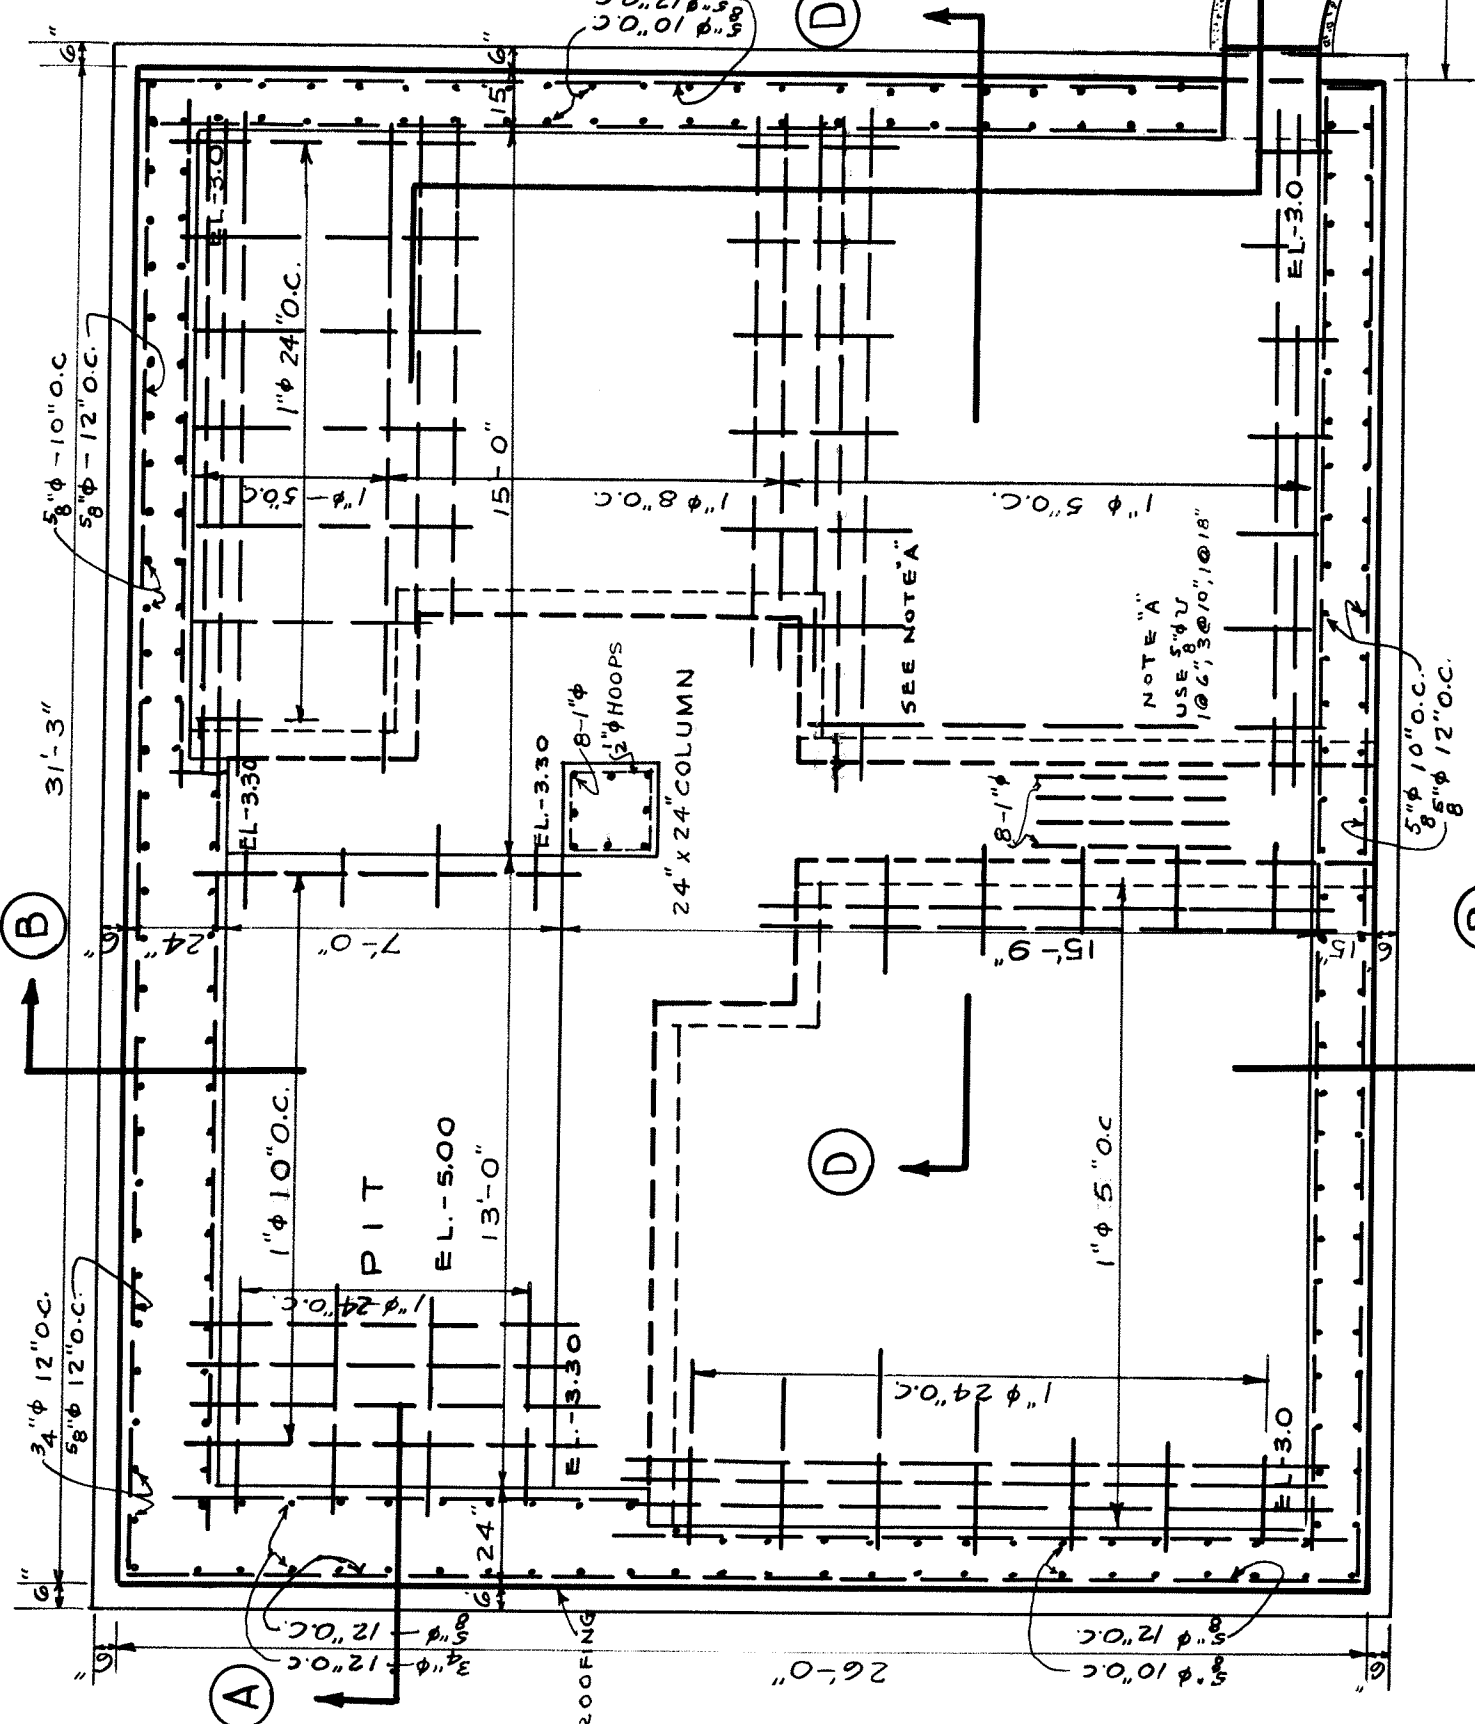 5/8"φ 12"O.C.
5/8"φ 10"O.C.
D
6"
15"
6"
EL-3.0
EL-3.0
1"φ 24"O.C.
5/8"φ-10"O.C
5/8"φ-12"O.C.
1"φ-5"O.C
15'-0"
1"φ 8"O.C.
1"φ 5"O.C.
31'-3"
SEE NOTE "A"
NOTE "A"
USE 5/8"φ U
1@6", 3@10", 1@18"
8-1"φ
1/2"φ HOOPS
24" x 24" COLUMN
EL-3.30
EL.-3.30
8-1"φ
5/8"φ 10"O.C.
5/8"φ 12"O.C.
B
6"
24"
7'-0"
15'-9"
15"
6"
1"φ 10"O.C.
PIT
EL.-5.00
13'-0"
D
1"φ 5"O.C
1"φ-24"O.C.
3/4"φ 12"O.C.
5/8"φ 12"O.C.
EL.-3.30
1"φ 24"O.C.
EL-3.0
6"
24"
6"
5/8"φ-12"O.C.
3/4"φ-12"O.C.
5/8"φ 12"O.C.
5/8"φ 10"O.C
6"
26'-0"
6"
A